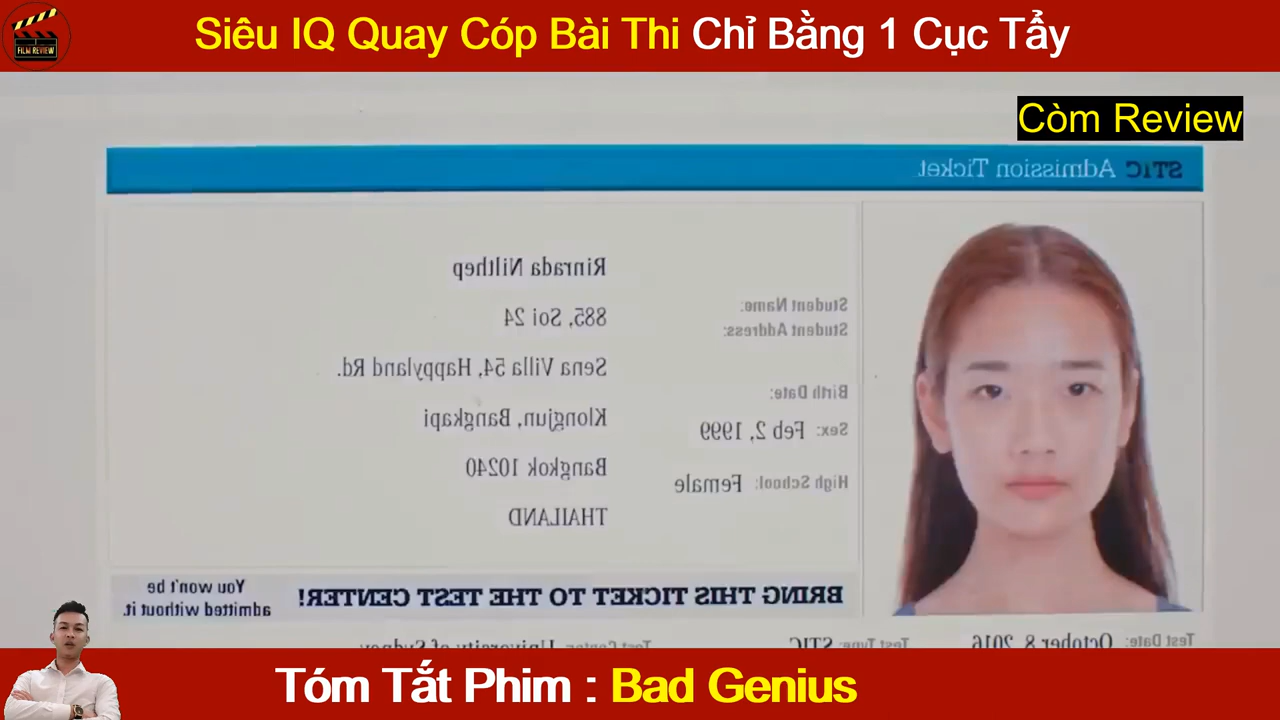 FILM REVIEW
Siêu IQ Quay Cóp Bài Thi Chỉ Bằng 1 Cục Tẩy
Còm Review
STIC Admission Ticket
Rinrada Nilthep
Student Name:
885, Soi 24
Student Address:
Sena Villa 54, Happyland Rd.
Birth Date:
Klongjun, Bangkapi
Sex: Feb 2, 1999
Bangkok 10240
High School: Female
THAILAND
BRING THIS TICKET TO THE TEST CENTER!
You won't be
admitted without it.
Test Date: October 8, 2016 Test Type: STIC Test Center: University of Sydney
Tóm Tắt Phim : Bad Genius